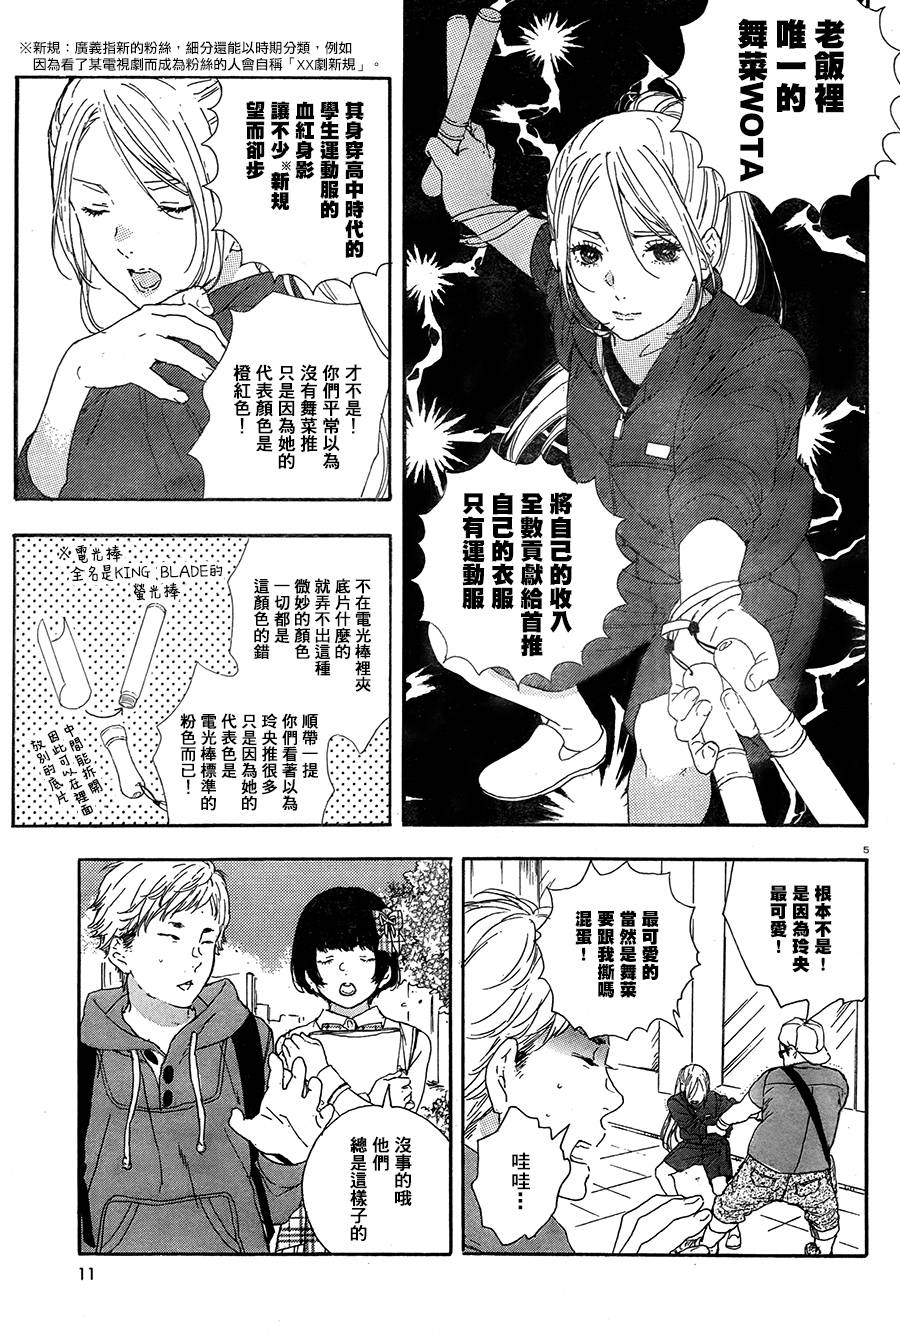 老飯裡
唯一的
舞菜WOTA
將自己的收入
全數貢獻給首推
自己的衣服
只有運動服
※新規：廣義指新的粉絲，細分還能以時期分類，例如
因為看了某電視劇而成為粉絲的人會自稱「XX劇新規」。
其身穿高中時代的
學生運動服的
血紅身影
讓不少※新規
望而卻步
才不是！
你們平常以為
沒有舞菜推
只是因為她的
代表顏色是
橙紅色！
不在電光棒裡夾
底片什麼的
就弄不出這種
微妙的顏色
一切都是
這顏色的錯
順帶一提
你們看著以為
玲央推很多
只是因為她的
代表色是
電光棒標準的
粉色而已！
※電光棒
全名是KING BLADE的
螢光棒
中間能拆開
因此可以在裡面
放別的底片
5
根本不是！
是因為玲央
最可愛！
最可愛的
當然是舞菜
要跟我撕嗎
混蛋！
哇哇…
沒事的哦
他們
總是這樣子的
11